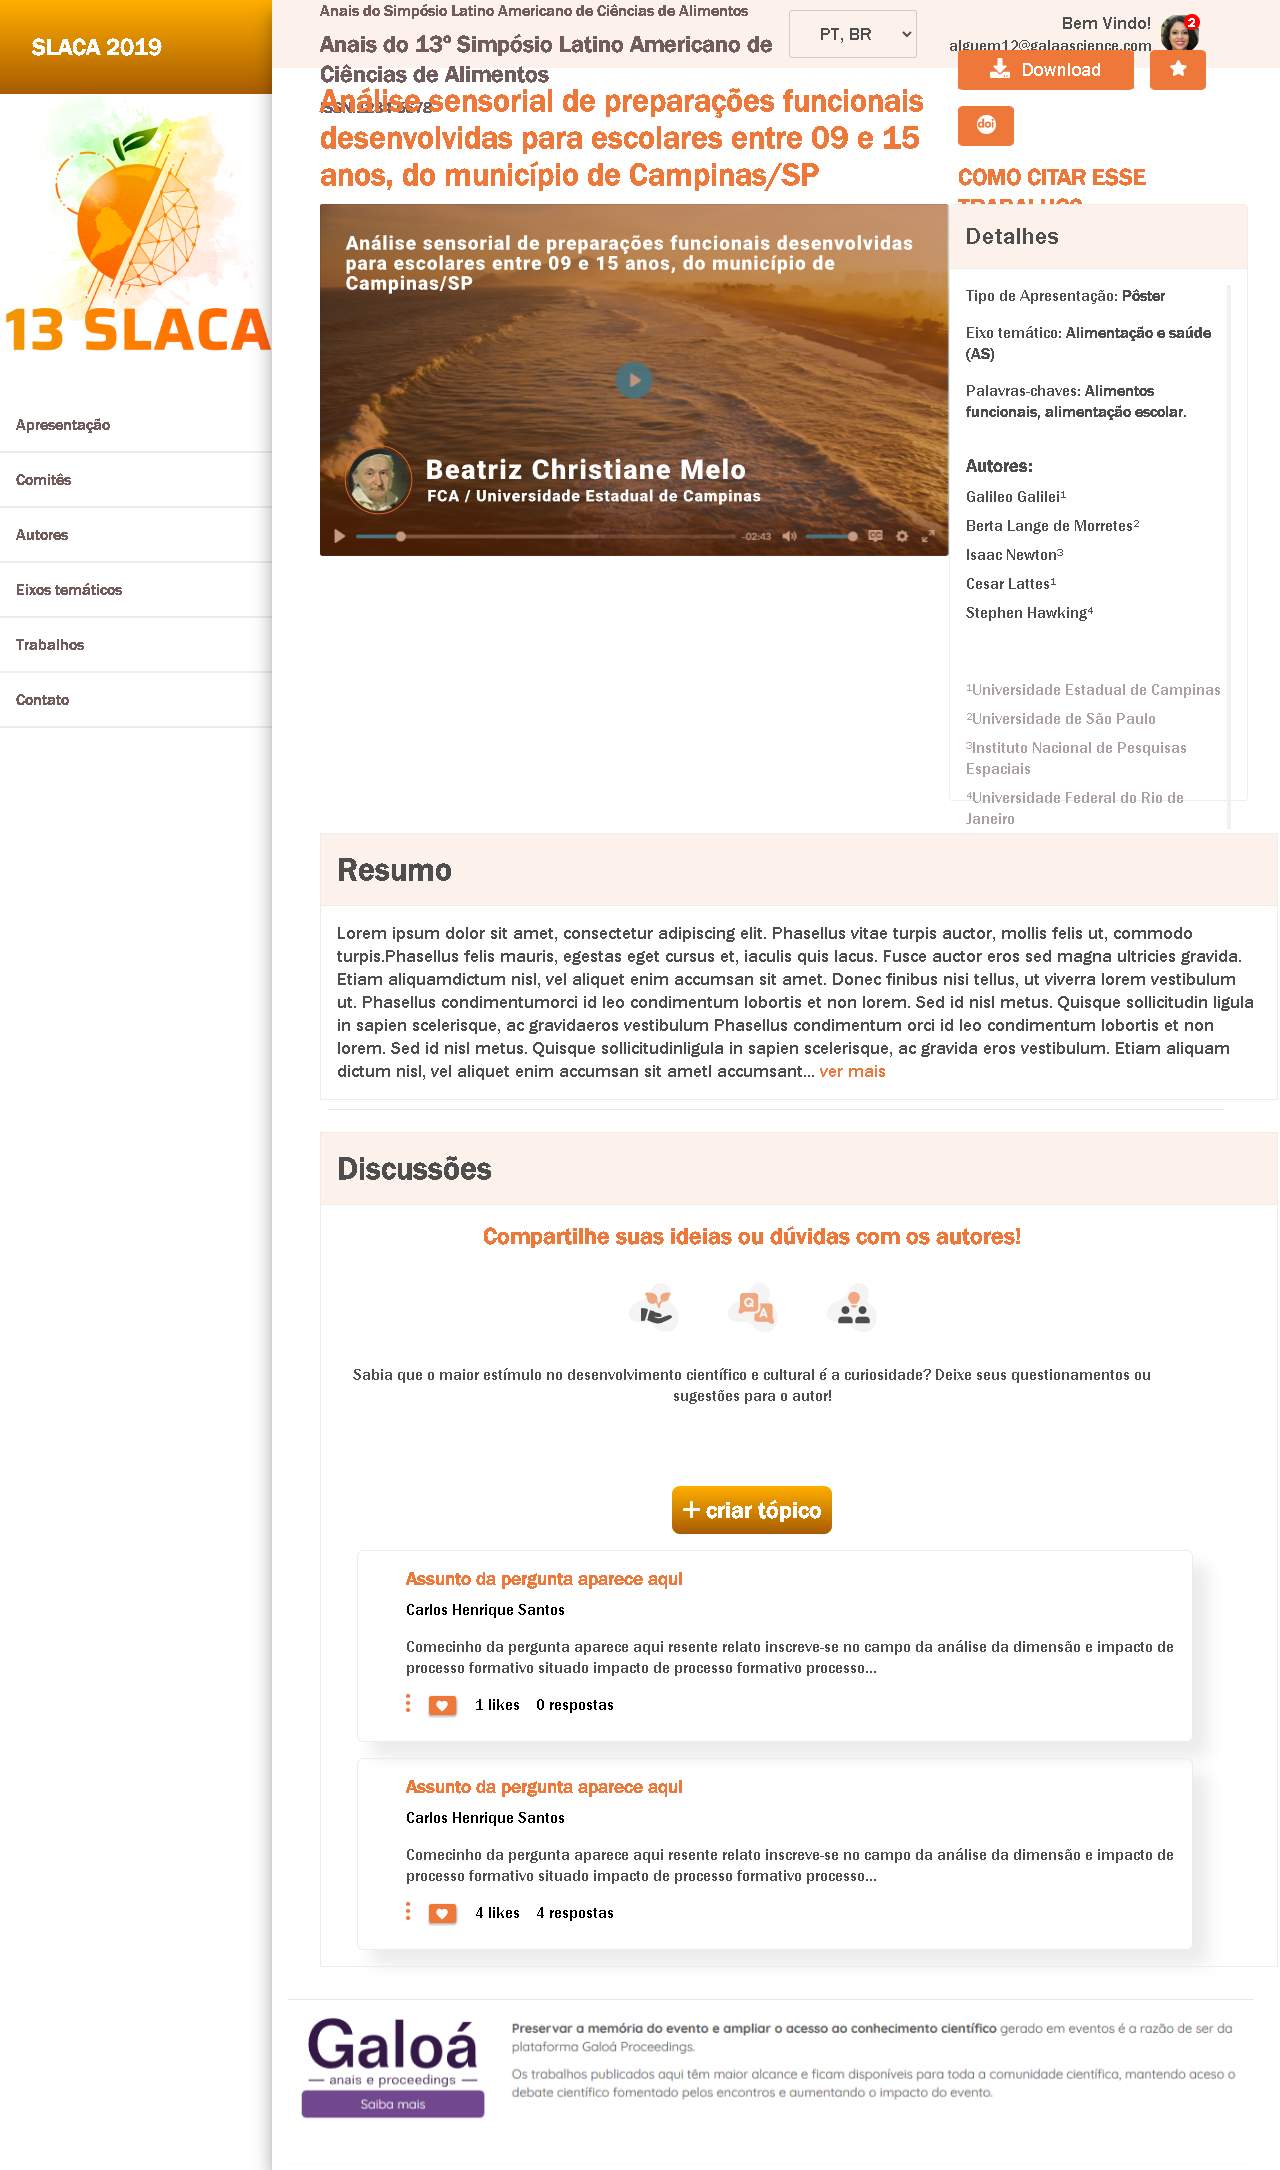 SLACA 2019
13 SLACA
Apresentação
Comitês
Autores
Eixos temáticos
Trabalhos
Contato
Anais do Simpósio Latino Americano de Ciências de Alimentos
Anais do 13º Simpósio Latino Americano de
Ciências de Alimentos
ISSN:1234-5678
PT, BR
Bem Vindo!
alguem12@galaascience.com
2
Análise sensorial de preparações funcionais
desenvolvidas para escolares entre 09 e 15
anos, do município de Campinas/SP
Download
doi
COMO CITAR ESSE
TRABALHO?
Análise sensorial de preparações funcionais desenvolvidas
para escolares entre 09 e 15 anos, do município de
Campinas/SP
Beatriz Christiane Melo
FCA / Universidade Estadual de Campinas
-02:43
CC
Detalhes
Tipo de Apresentação: Pôster
Eixo temático: Alimentação e saúde
(AS)
Palavras-chaves: Alimentos
funcionais, alimentação escolar.
Autores:
Galileo Galilei¹
Berta Lange de Morretes²
Isaac Newton³
Cesar Lattes¹
Stephen Hawking⁴
¹Universidade Estadual de Campinas
²Universidade de São Paulo
³Instituto Nacional de Pesquisas
Espaciais
⁴Universidade Federal do Rio de
Janeiro
Resumo
Lorem ipsum dolor sit amet, consectetur adipiscing elit. Phasellus vitae turpis auctor, mollis felis ut, commodo
turpis.Phasellus felis mauris, egestas eget cursus et, iaculis quis lacus. Fusce auctor eros sed magna ultricies gravida.
Etiam aliquamdictum nisl, vel aliquet enim accumsan sit amet. Donec finibus nisi tellus, ut viverra lorem vestibulum
ut. Phasellus condimentumorci id leo condimentum lobortis et non lorem. Sed id nisl metus. Quisque sollicitudin ligula
in sapien scelerisque, ac gravidaeros vestibulum Phasellus condimentum orci id leo condimentum lobortis et non
lorem. Sed id nisl metus. Quisque sollicitudinligula in sapien scelerisque, ac gravida eros vestibulum. Etiam aliquam
dictum nisl, vel aliquet enim accumsan sit ametl accumsant... ver mais
Discussões
Compartilhe suas ideias ou dúvidas com os autores!
Q A
Sabia que o maior estímulo no desenvolvimento científico e cultural é a curiosidade? Deixe seus questionamentos ou
sugestões para o autor!
+ criar tópico
Assunto da pergunta aparece aqui
Carlos Henrique Santos
Comecinho da pergunta aparece aqui resente relato inscreve-se no campo da análise da dimensão e impacto de
processo formativo situado impacto de processo formativo processo...
1 likes 0 respostas
Assunto da pergunta aparece aqui
Carlos Henrique Santos
Comecinho da pergunta aparece aqui resente relato inscreve-se no campo da análise da dimensão e impacto de
processo formativo situado impacto de processo formativo processo...
4 likes 4 respostas
Galoá
anais e proceedings
Saiba mais
Preservar a memória do evento e ampliar o acesso ao conhecimento científico gerado em eventos é a razão de ser da
plataforma Galoá Proceedings.
Os trabalhos publicados aqui têm maior alcance e ficam disponíveis para toda a comunidade científica, mantendo aceso o
debate científico fomentado pelos encontros e aumentando o impacto do evento.